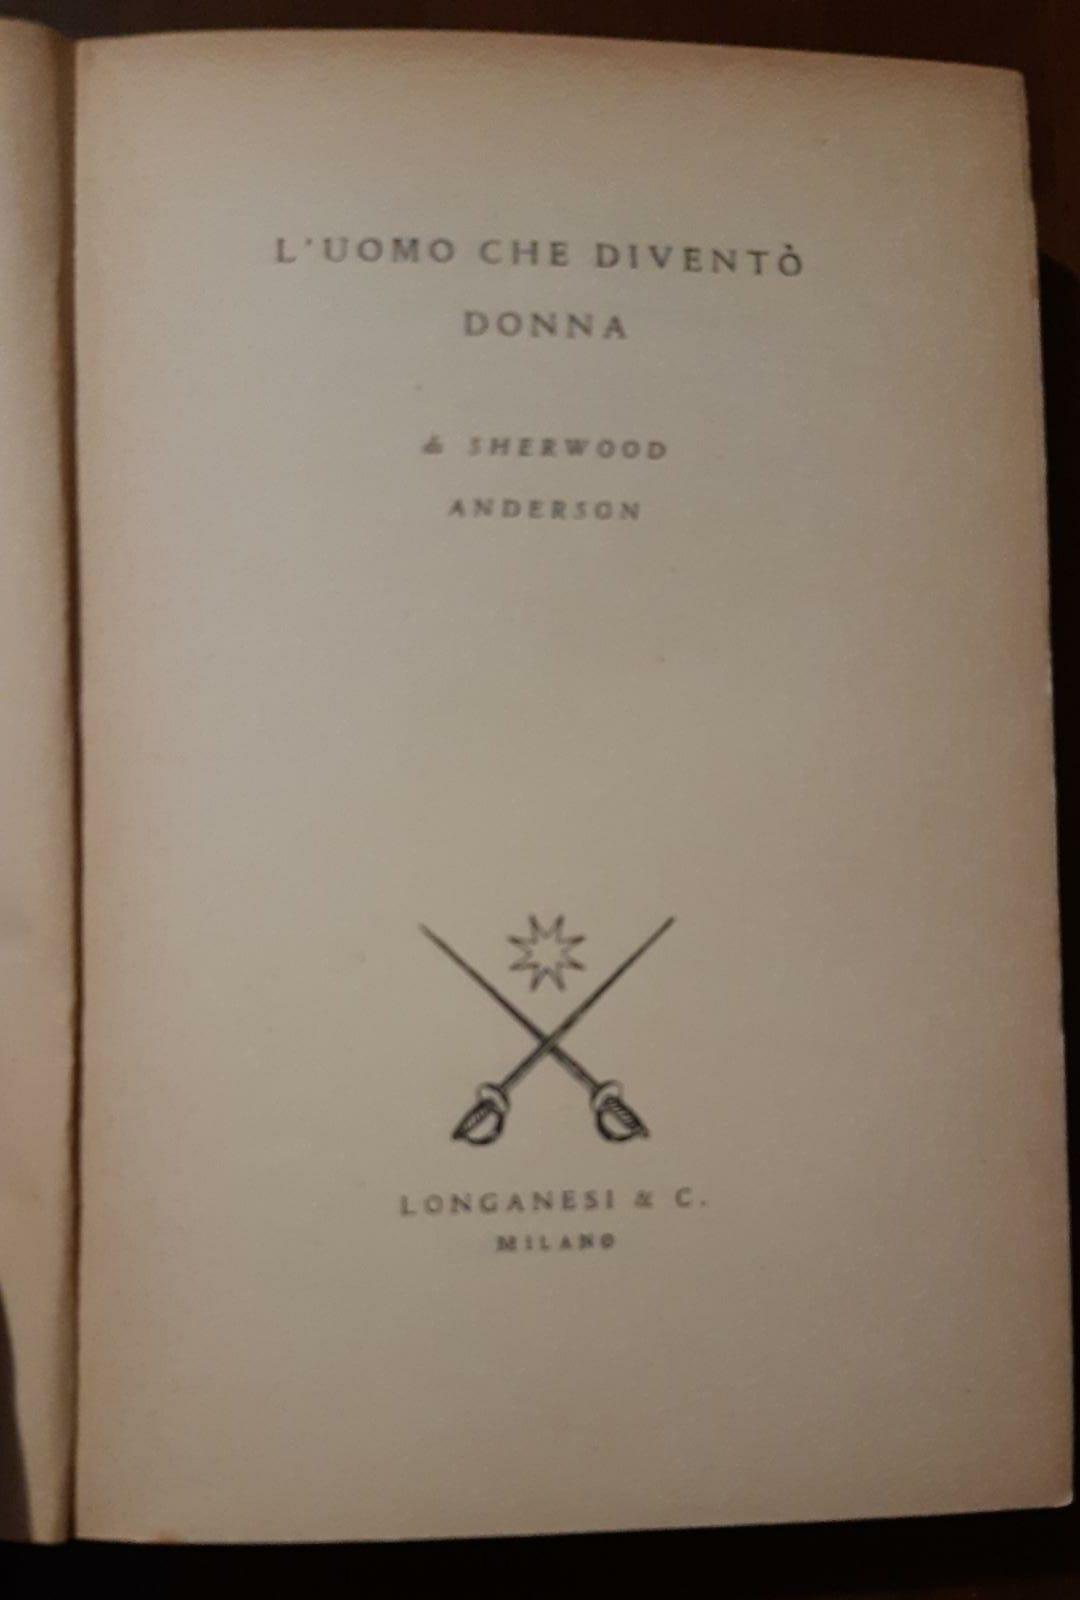 L'UOMO CHE DIVENTÒ
DONNA
di SHERWOOD
ANDERSON
LONGANESI & C.
MILANO